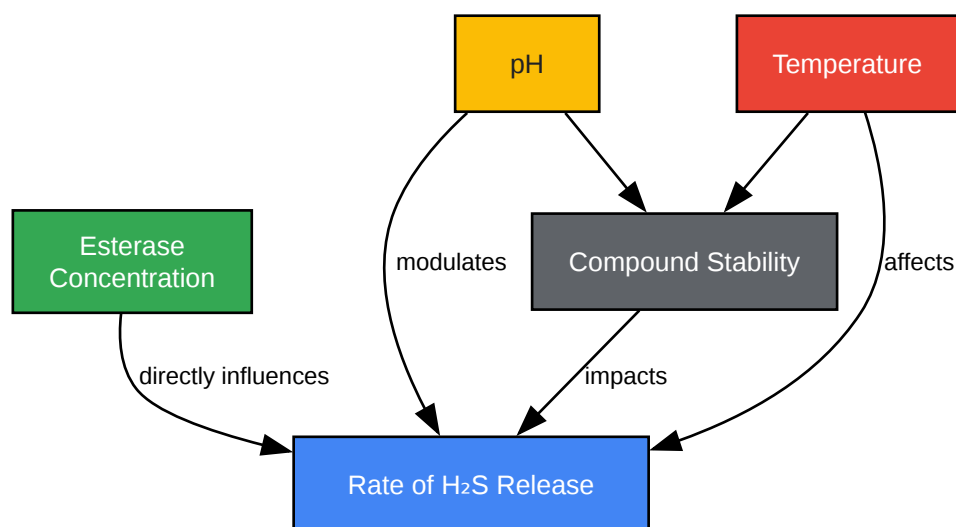 pH
Temperature
Esterase
Concentration
modulates
Compound Stability
affects
directly influences
impacts
Rate of H₂S Release